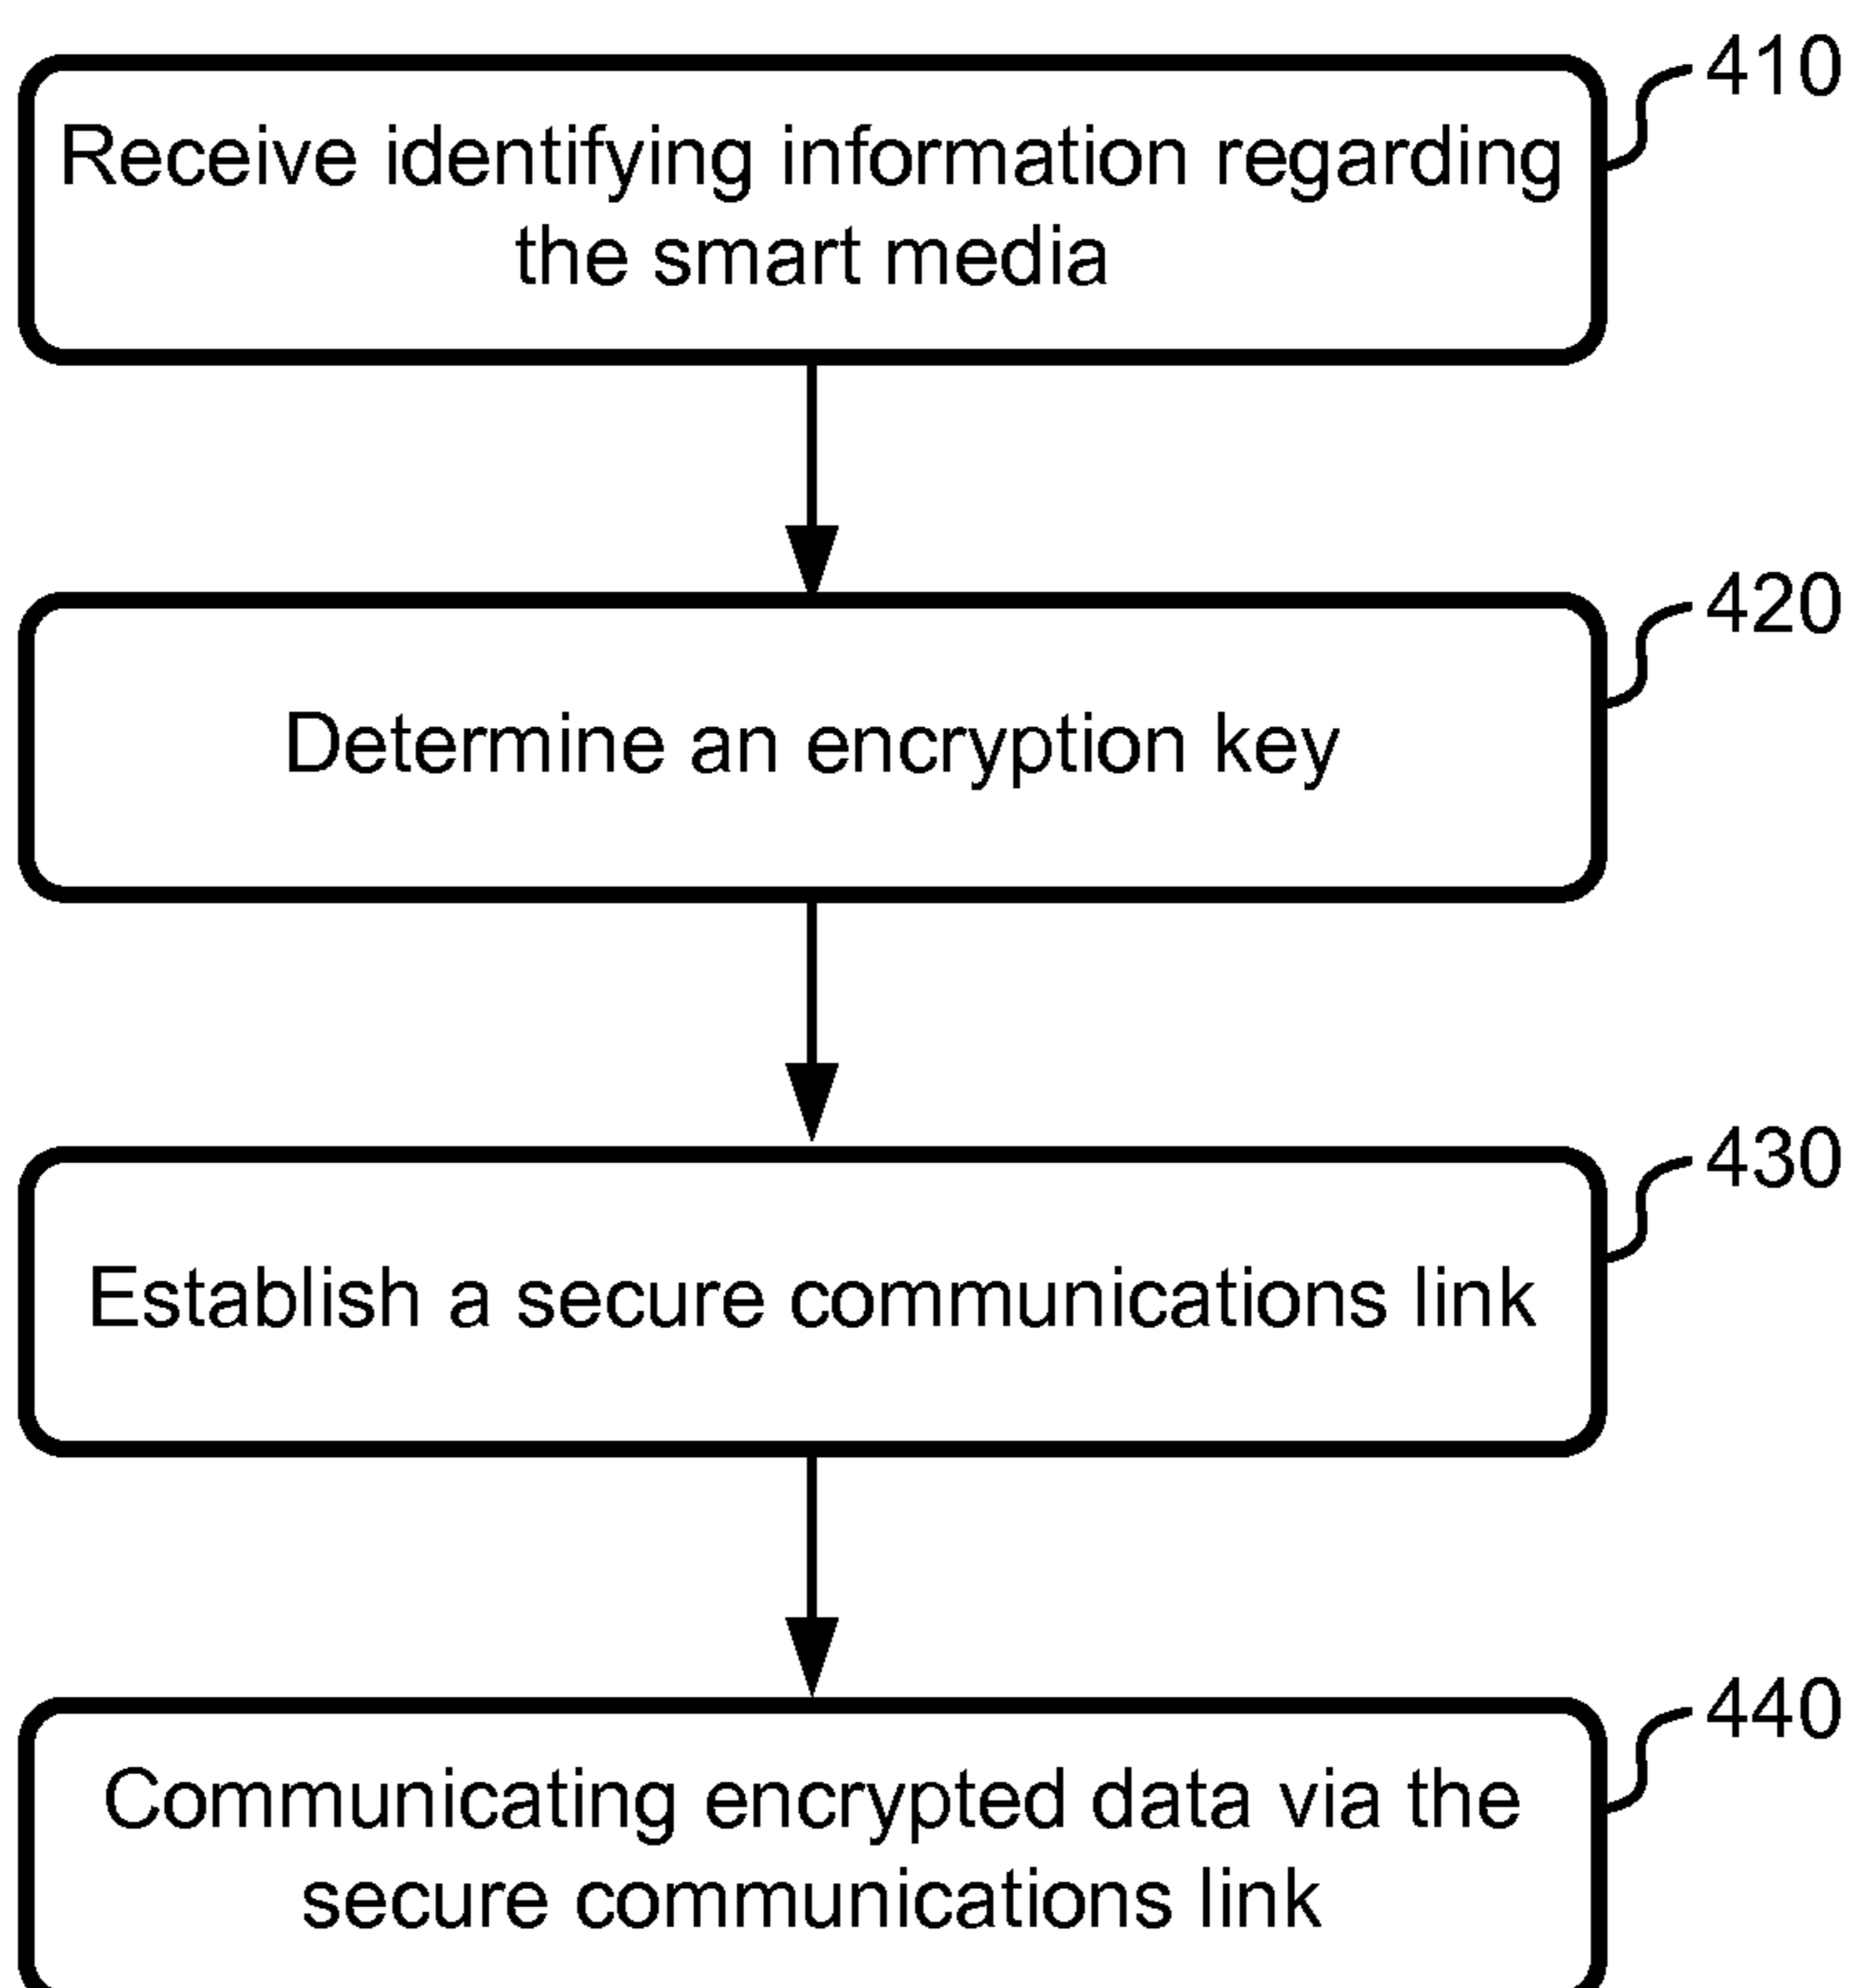 410
Receive identifying information regarding
the smart media
420
Determine an encryption key
430
Establish a secure communications link
440
Communicating encrypted data via the
secure communications link